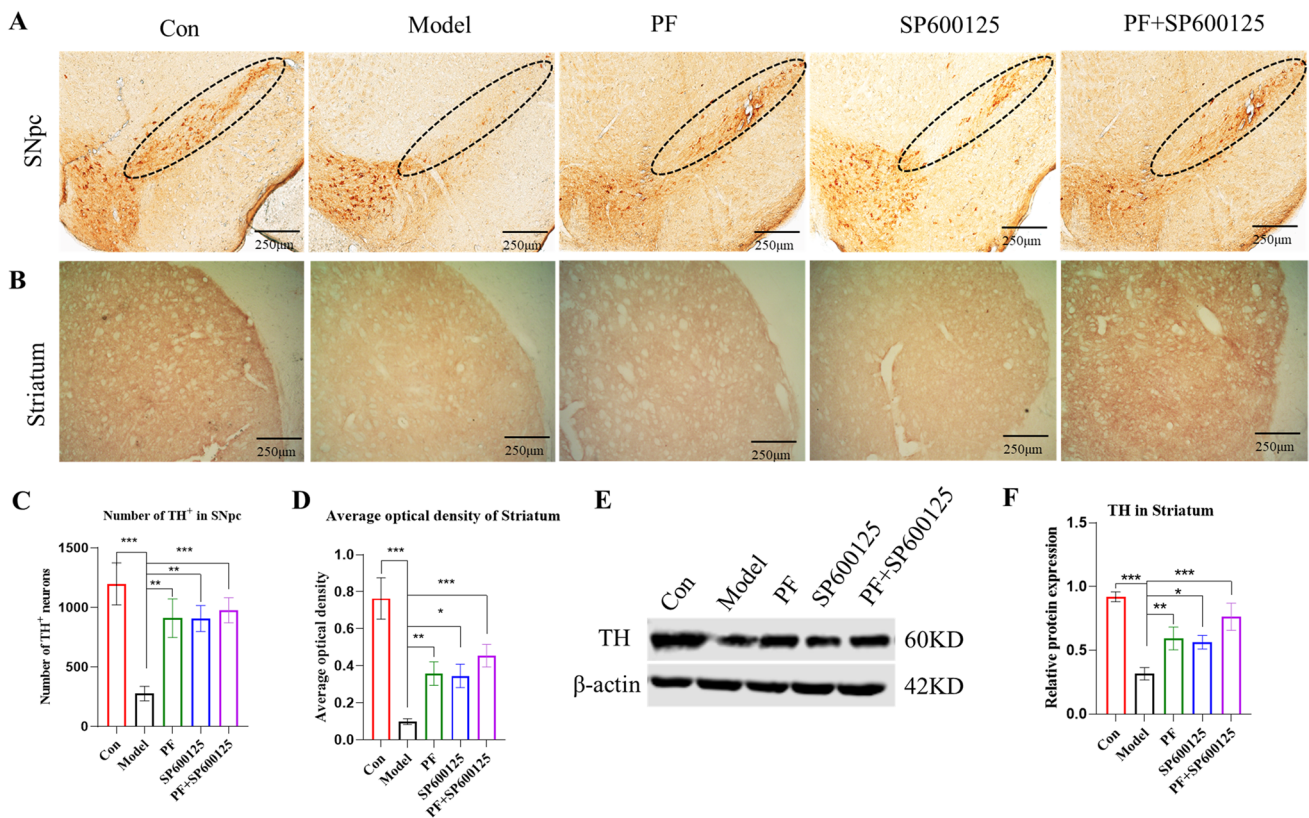 A
Con
Model
PF
SP600125
PF+SP600125
SNpc
250μm
250μm
250μm
250μm
250μm
B
Striatum
250μm
250μm
250μm
250μm
250μm
C
Number of TH⁺ in SNpc
Number of TH⁺ neurons
1500
1000
500
0
***
***
**
**
Con
Model
PF
SP600125
PF+SP600125
D
Average optical density of Striatum
Average optical density
1.0
0.8
0.6
0.4
0.2
0.0
***
***
*
**
Con
Model
PF
SP600125
PF+SP600125
E
Con
Model
PF
SP600125
PF+SP600125
TH
60KD
β-actin
42KD
F
TH in Striatum
Relative protein expression
1.5
1.0
0.5
0.0
***
***
*
**
Con
Model
PF
SP600125
PF+SP600125